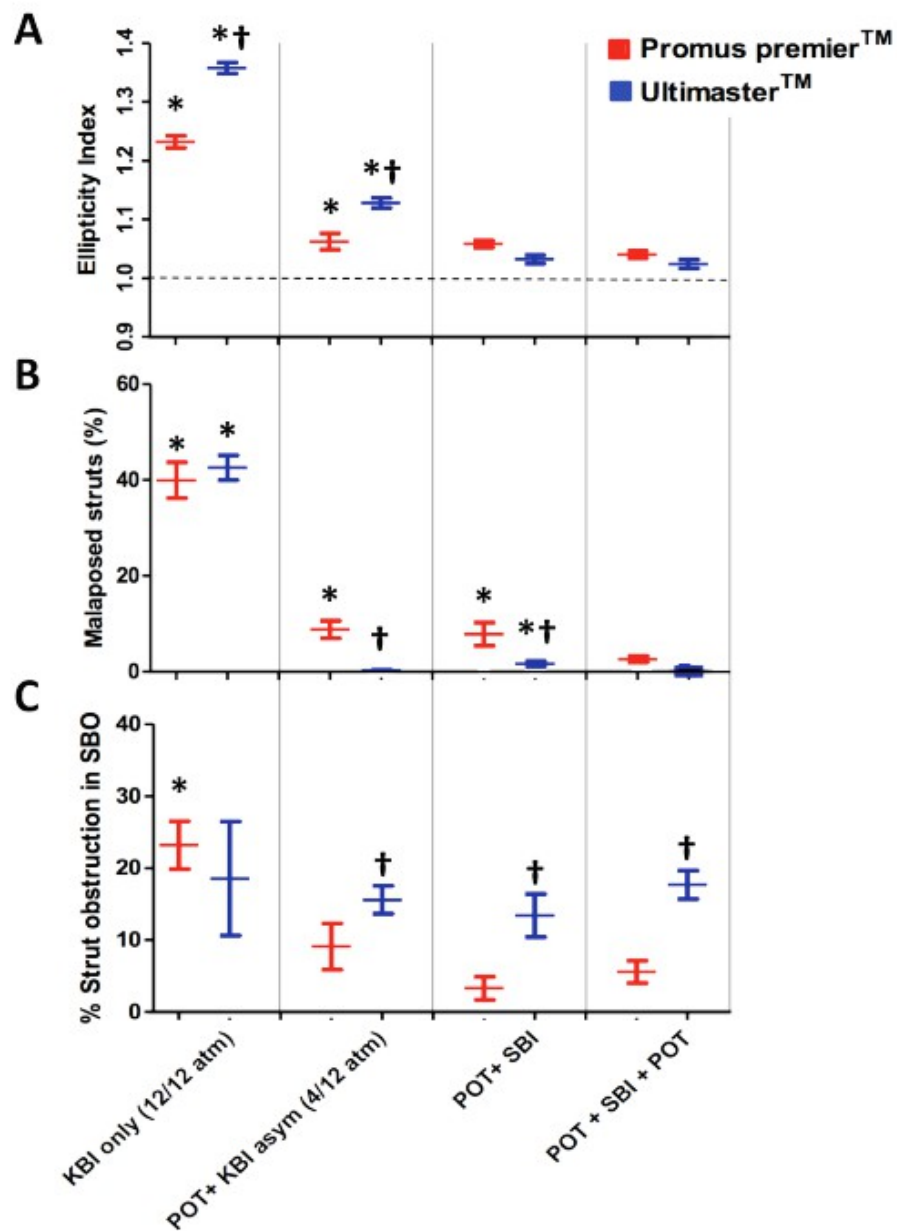 A
Promus premier™
Ultimaster™
Ellipticity Index
1.4
1.3
1.2
1.1
1.0
0.9
* *†
* *†
B
Malaposed struts (%)
60
40
20
0
* *
* †
* *†
C
% Strut obstruction in SBO
40
30
20
10
0
*
†
†
†
KBI only (12/12 atm)
POT+ KBI asym (4/12 atm)
POT+ SBI
POT + SBI + POT